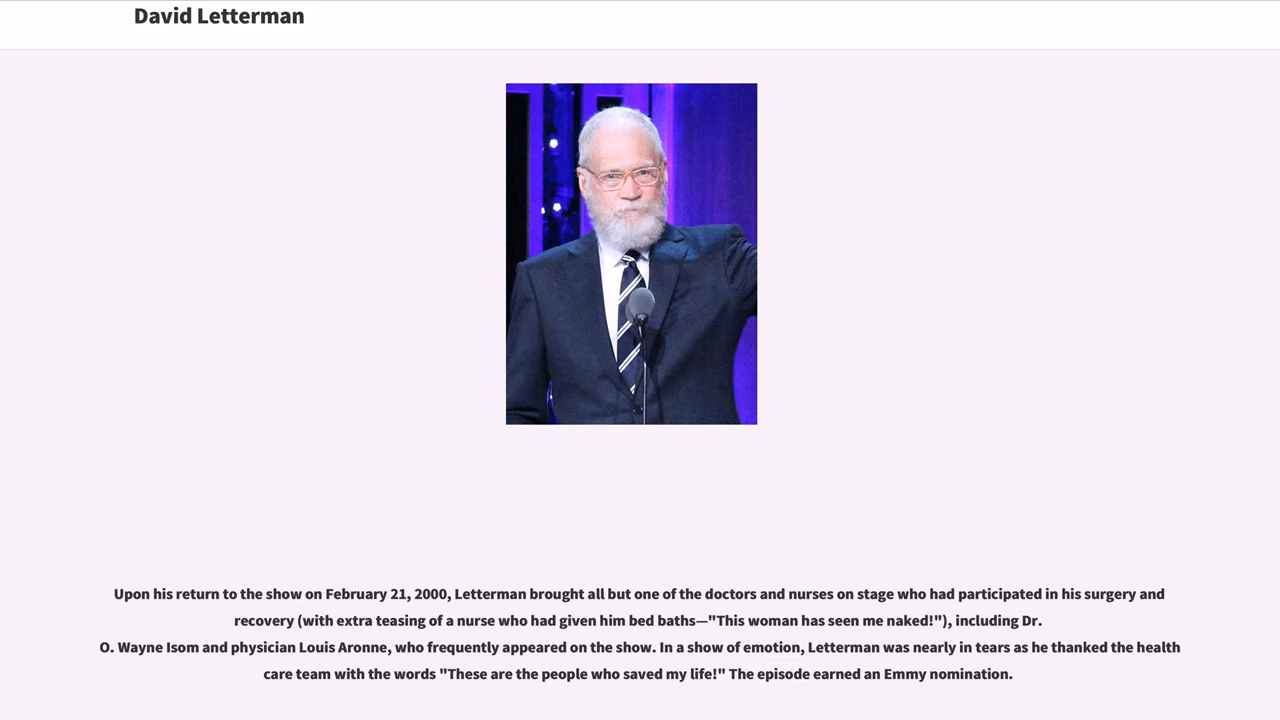 David Letterman
Upon his return to the show on February 21, 2000, Letterman brought all but one of the doctors and nurses on stage who had participated in his surgery and
recovery (with extra teasing of a nurse who had given him bed baths—"This woman has seen me naked!"), including Dr.
O. Wayne Isom and physician Louis Aronne, who frequently appeared on the show. In a show of emotion, Letterman was nearly in tears as he thanked the health
care team with the words "These are the people who saved my life!" The episode earned an Emmy nomination.